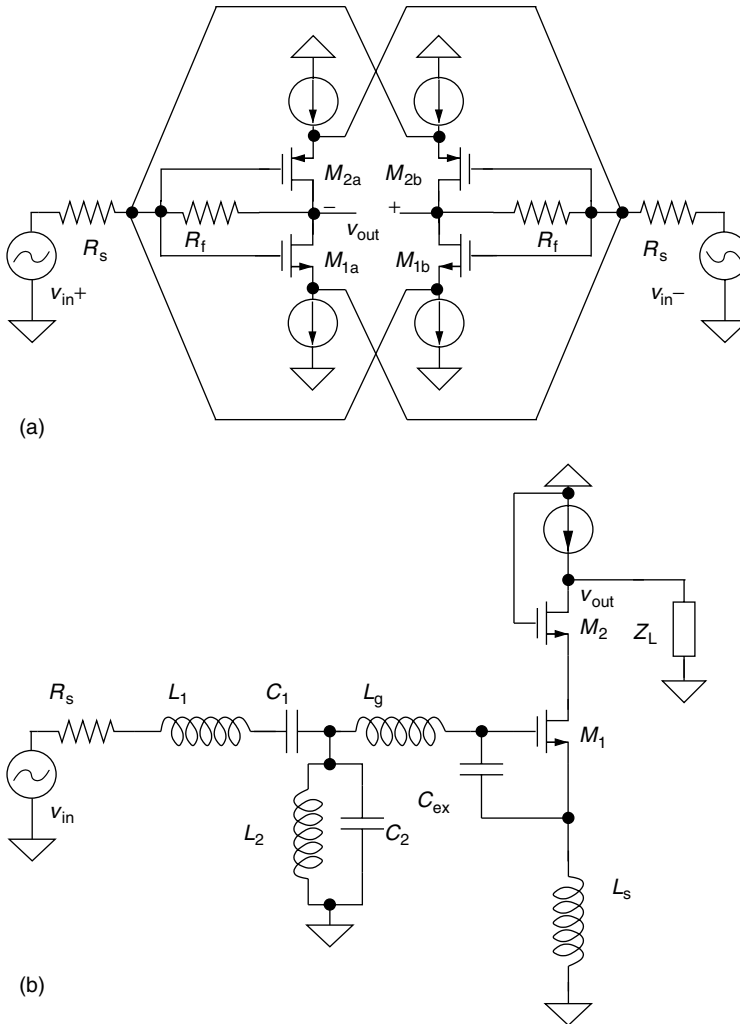 M2a
M2b
− +
Rs
Rf
vout
Rf
Rs
M1a
M1b
vin+
vin−
(a)
vout
M2
ZL
Rs
L1
C1
Lg
M1
Cex
vin
L2
C2
Ls
(b)